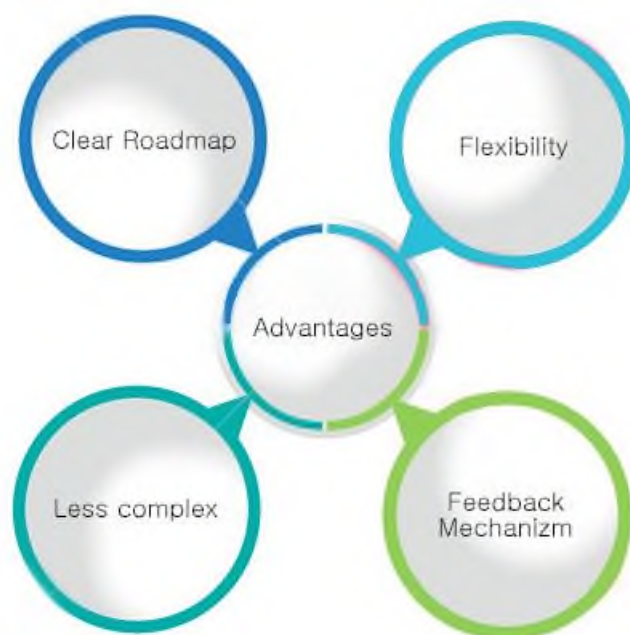 Clear Roadmap
Flexibility
Advantages
Less complex
Feedback
Mechanizm